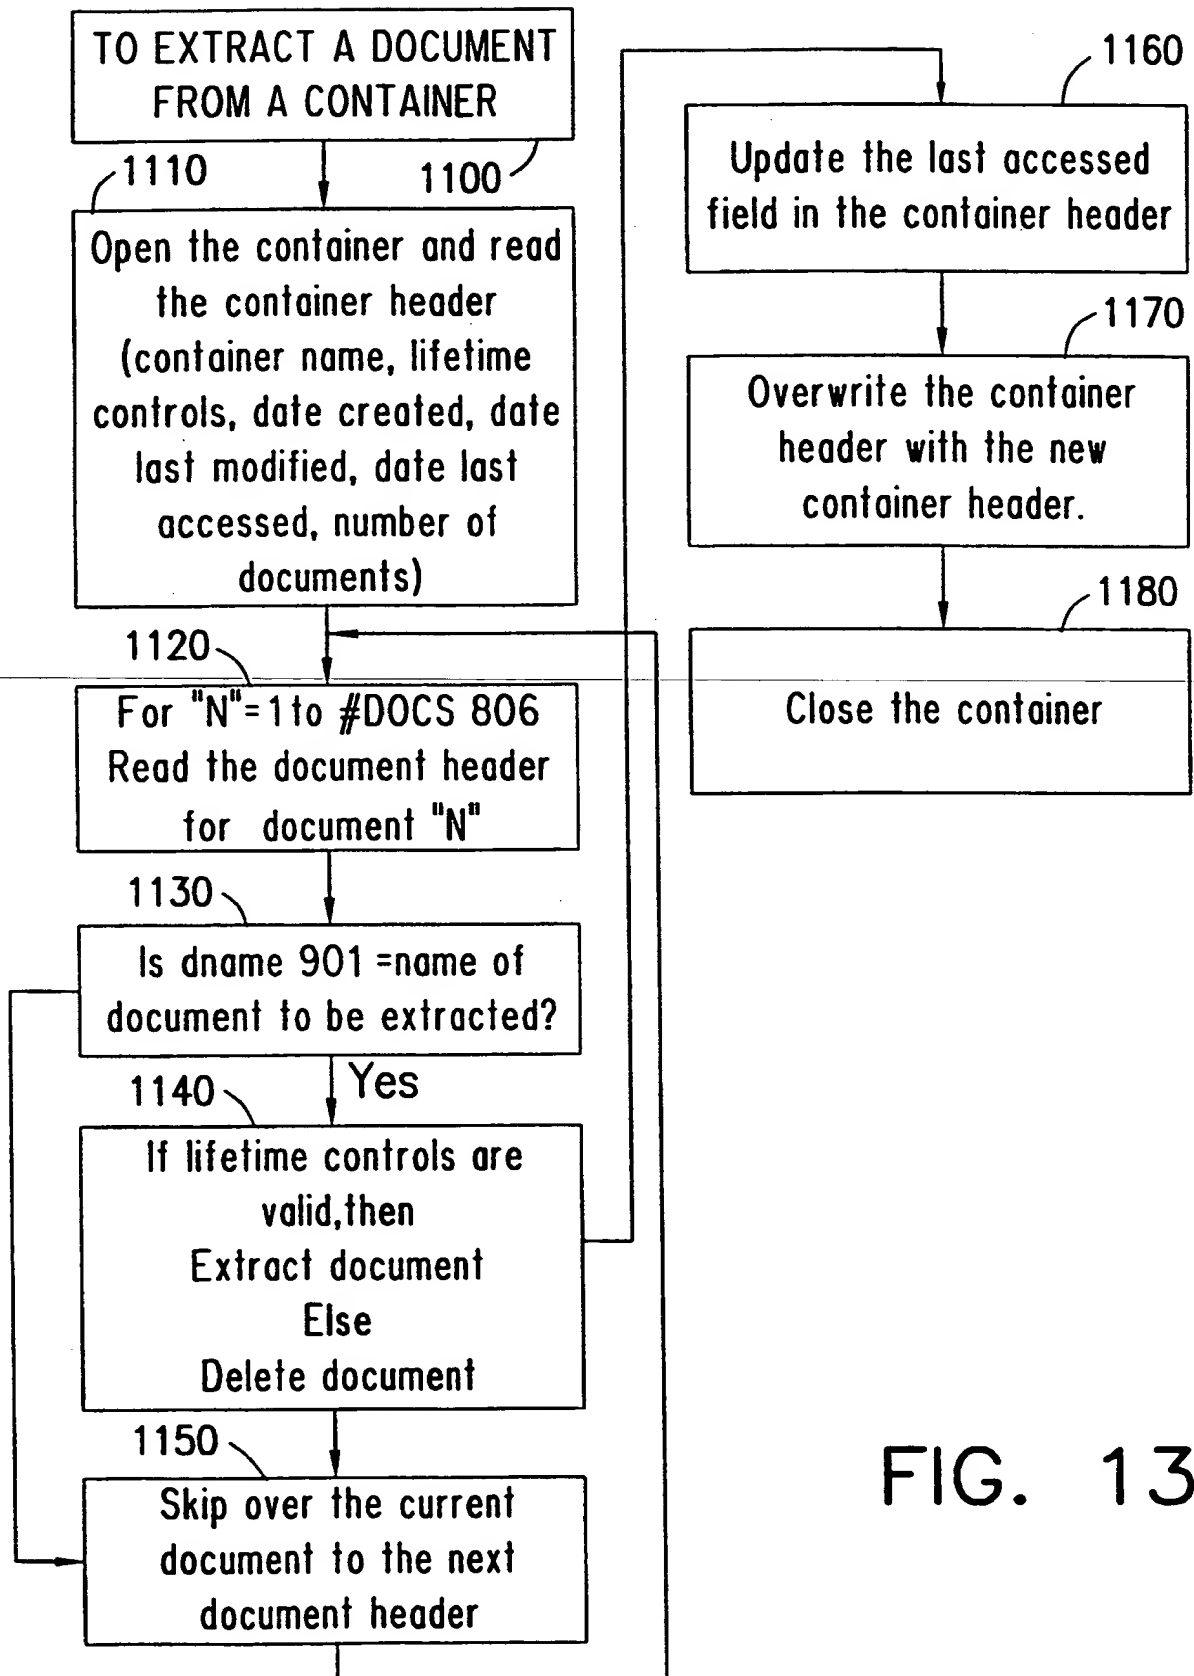 TO EXTRACT A DOCUMENT
FROM A CONTAINER
1100
1110
Open the container and read
the container header
(container name, lifetime
controls, date created, date
last modified, date last
accessed, number of
documents)
1120
For "N"=1 to #DOCS 806
Read the document header
for document "N"
1130
Is dname 901 =name of
document to be extracted?
Yes
1140
If lifetime controls are
valid,then
Extract document
Else
Delete document
1150
Skip over the current
document to the next
document header
1160
Update the last accessed
field in the container header
1170
Overwrite the container
header with the new
container header.
1180
Close the container
FIG. 13